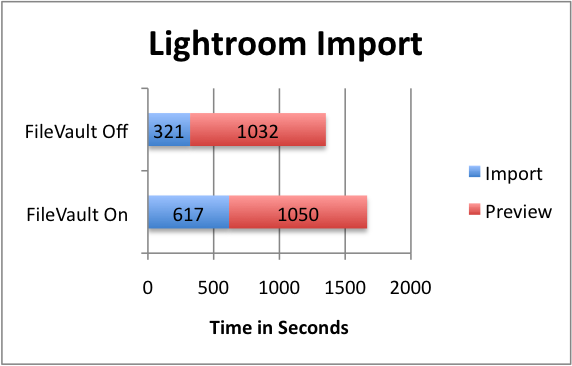 Lightroom Import
FileVault Off
321
1032
FileVault On
617
1050
Import
Preview
0 500 1000 1500 2000
Time in Seconds